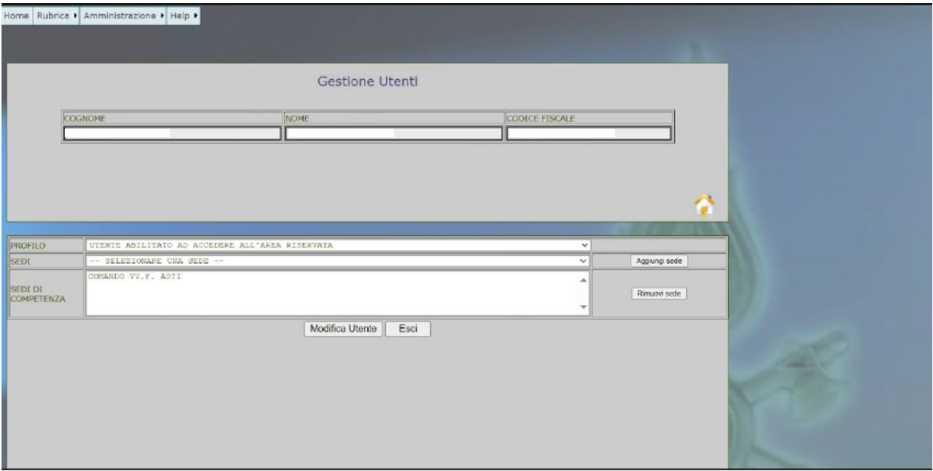 Home Rubrica Amministrazione Help
Gestione Utenti
COGNOME NOME CODICE FISCALE
PROFILO UTENTE ABILITATO AD ACCEDERE ALL'AREA RISERVATA
SEDI -- SELEZIONARE UNA SEDE -- Aggiungi sede
SEDI DI COMPETENZA COMANDO VV.F. ASTI Rimuovi sede
Modifica Utente Esci